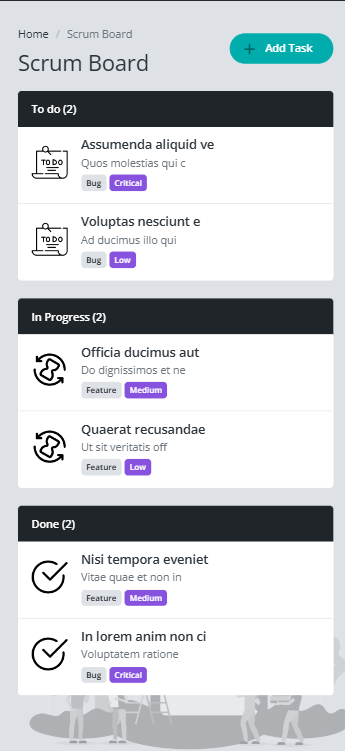 Home / Scrum Board
+ Add Task
Scrum Board
To do (2)
TO DO
Assumenda aliquid ve
Quos molestias qui c
Bug Critical
TO DO
Voluptas nesciunt e
Ad ducimus illo qui
Bug Low
In Progress (2)
Officia ducimus aut
Do dignissimos et ne
Feature Medium
Quaerat recusandae
Ut sit veritatis off
Feature Low
Done (2)
Nisi tempora eveniet
Vitae quae et non in
Feature Medium
In lorem anim non ci
Voluptatem ratione
Bug Critical